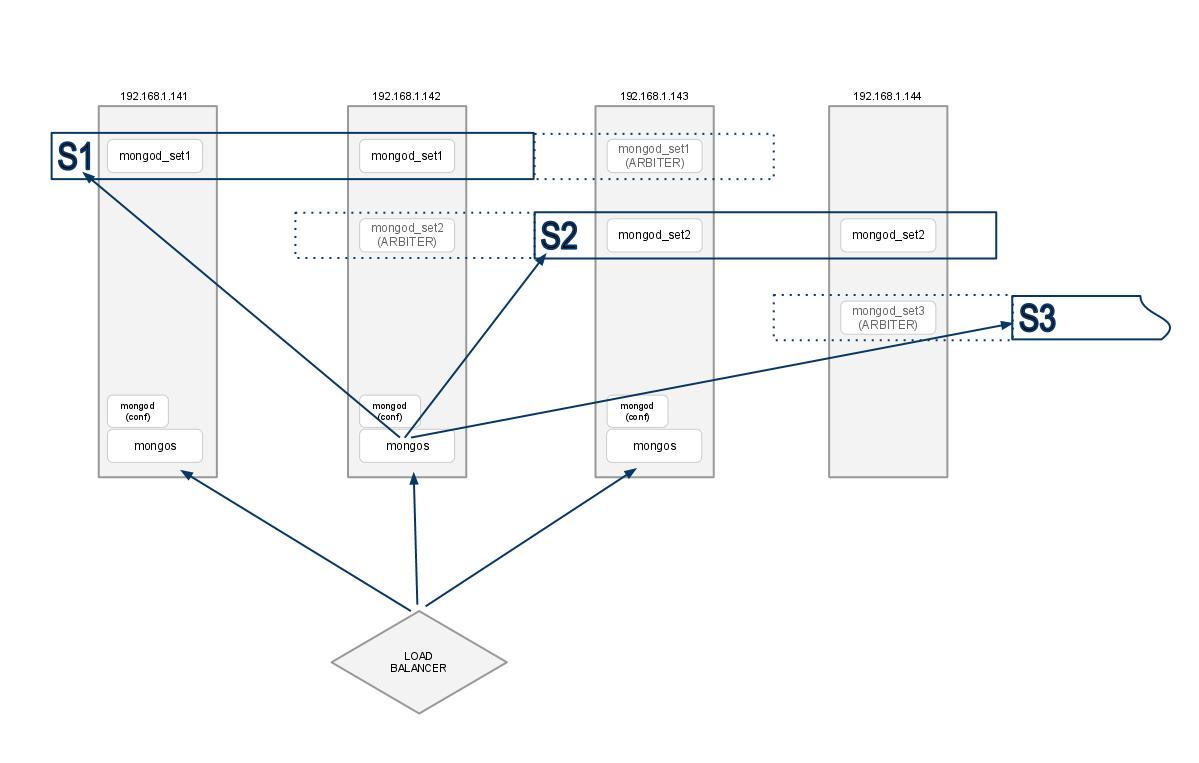 192.168.1.141
192.168.1.142
192.168.1.143
192.168.1.144
S1
mongod_set1
mongod_set1
mongod_set1
(ARBITER)
mongod_set2
(ARBITER)
S2
mongod_set2
mongod_set2
mongod_set3
(ARBITER)
S3
mongod
(conf)
mongod
(conf)
mongod
(conf)
mongos
mongos
mongos
LOAD
BALANCER